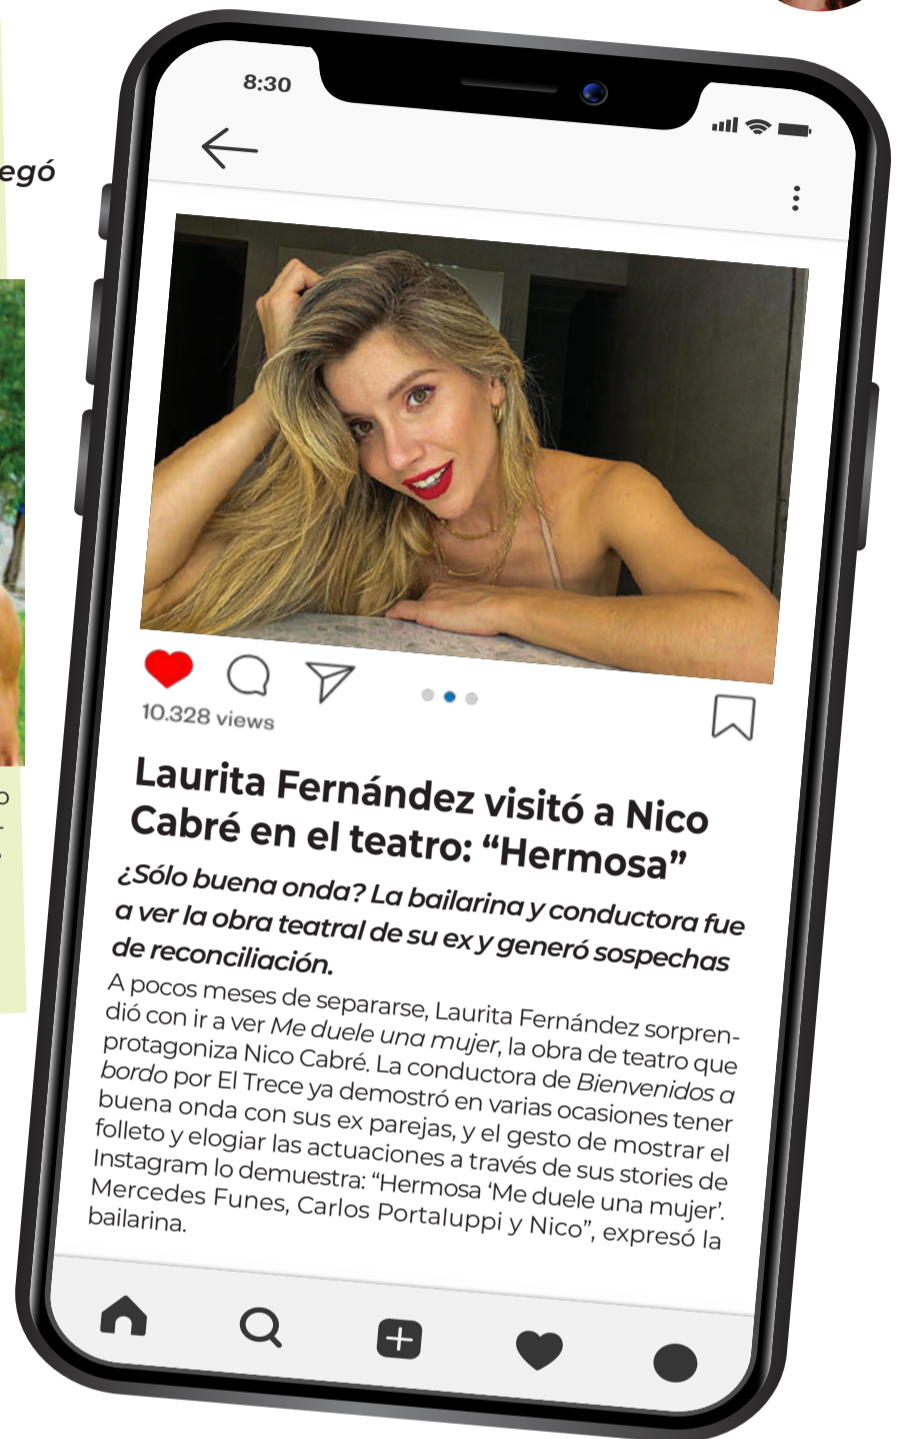 egó
8:30
10.328 views
Laurita Fernández visitó a Nico
Cabré en el teatro: “Hermosa”
¿Sólo buena onda? La bailarina y conductora fue
a ver la obra teatral de su ex y generó sospechas
de reconciliación.
A pocos meses de separarse, Laurita Fernández sorpren-
dió con ir a ver Me duele una mujer, la obra de teatro que
protagoniza Nico Cabré. La conductora de Bienvenidos a
bordo por El Trece ya demostró en varias ocasiones tener
buena onda con sus ex parejas, y el gesto de mostrar el
folleto y elogiar las actuaciones a través de sus stories de
Instagram lo demuestra: “Hermosa ‘Me duele una mujer’.
Mercedes Funes, Carlos Portaluppi y Nico”, expresó la
bailarina.